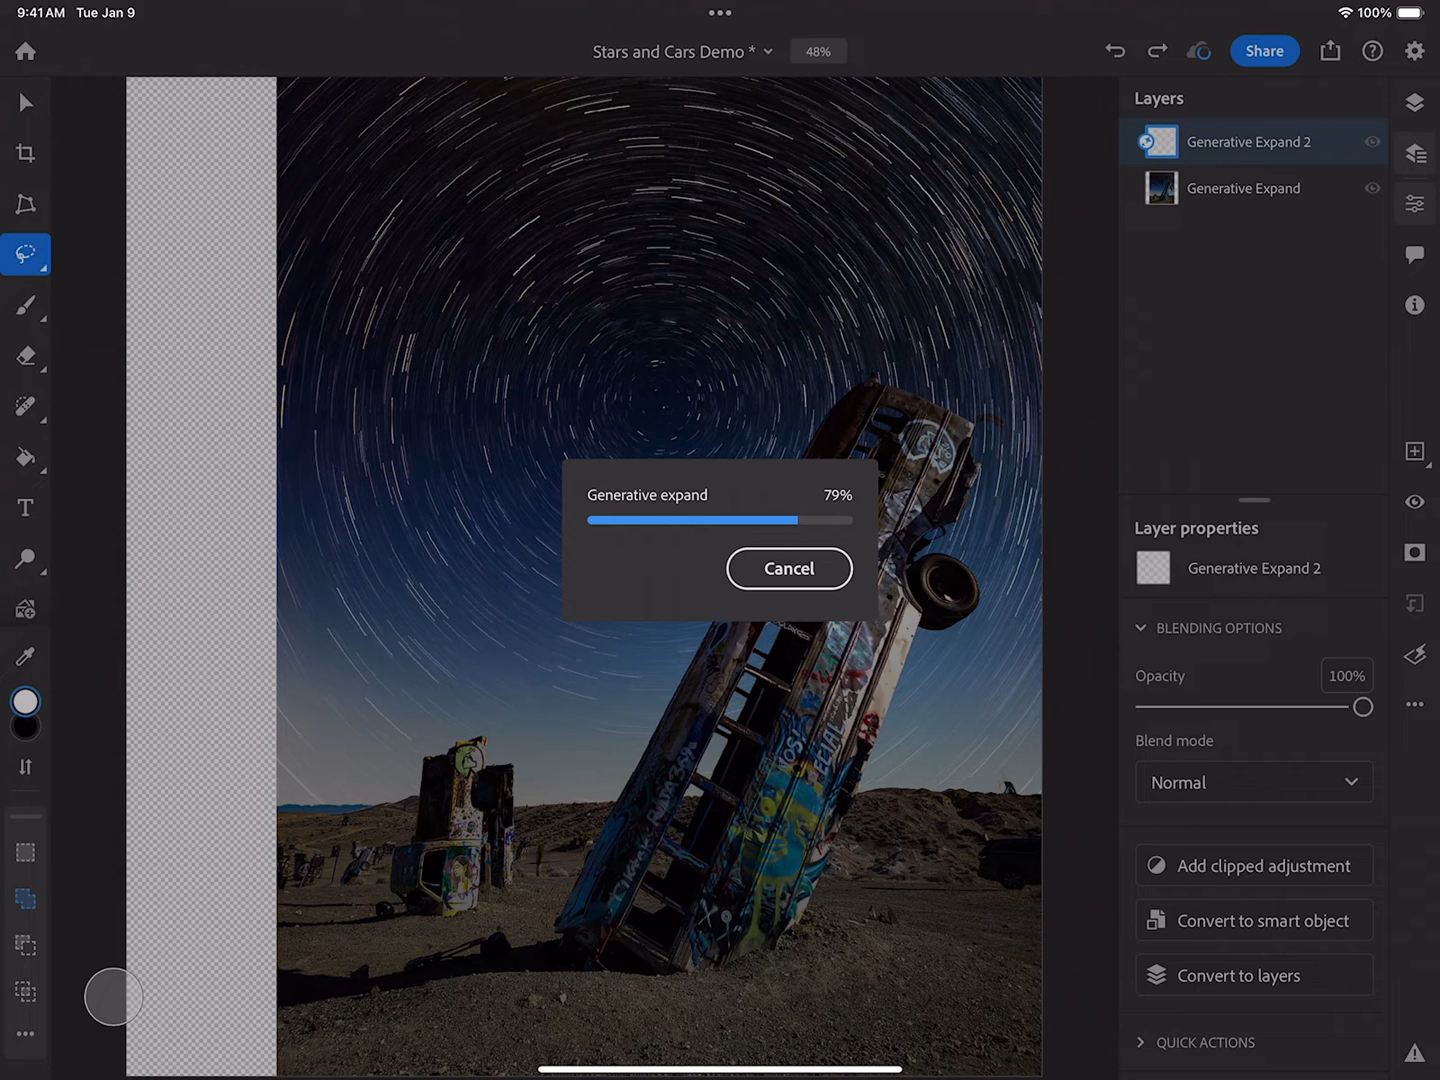 9:41 AM Tue Jan 9
100%
Stars and Cars Demo *
48%
Share
Layers
Generative Expand 2
Generative Expand
Generative expand 79%
Cancel
Layer properties
Generative Expand 2
BLENDING OPTIONS
Opacity 100%
Blend mode
Normal
Add clipped adjustment
Convert to smart object
Convert to layers
QUICK ACTIONS